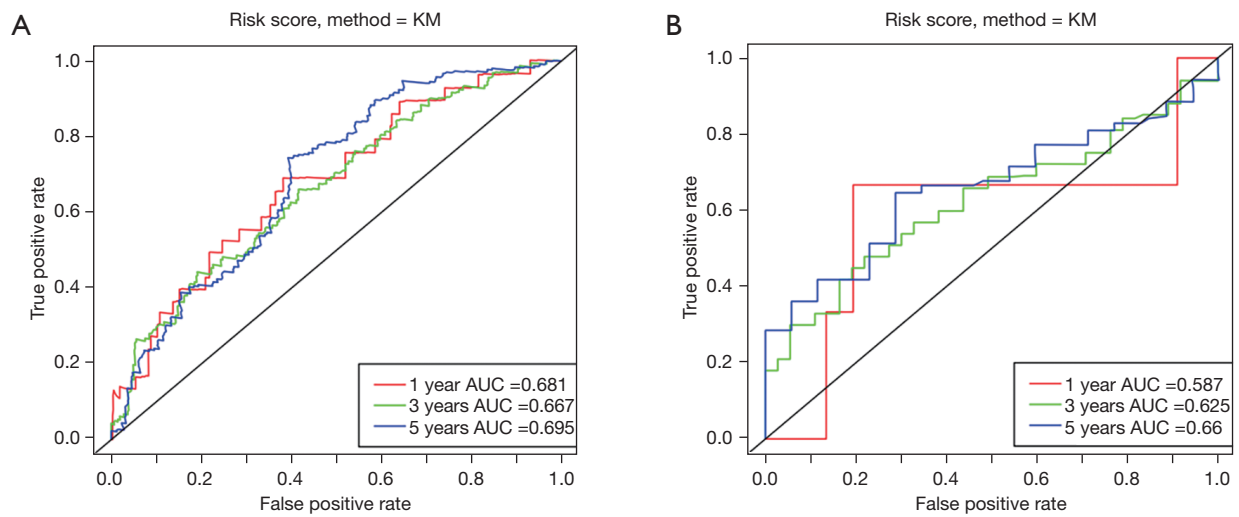 A
Risk score, method = KM
True positive rate
1.0
0.8
0.6
0.4
0.2
0.0
0.0 0.2 0.4 0.6 0.8 1.0
False positive rate
1 year AUC =0.681
3 years AUC =0.667
5 years AUC =0.695
B
Risk score, method = KM
True positive rate
1.0
0.8
0.6
0.4
0.2
0.0
0.0 0.2 0.4 0.6 0.8 1.0
False positive rate
1 year AUC =0.587
3 years AUC =0.625
5 years AUC =0.66